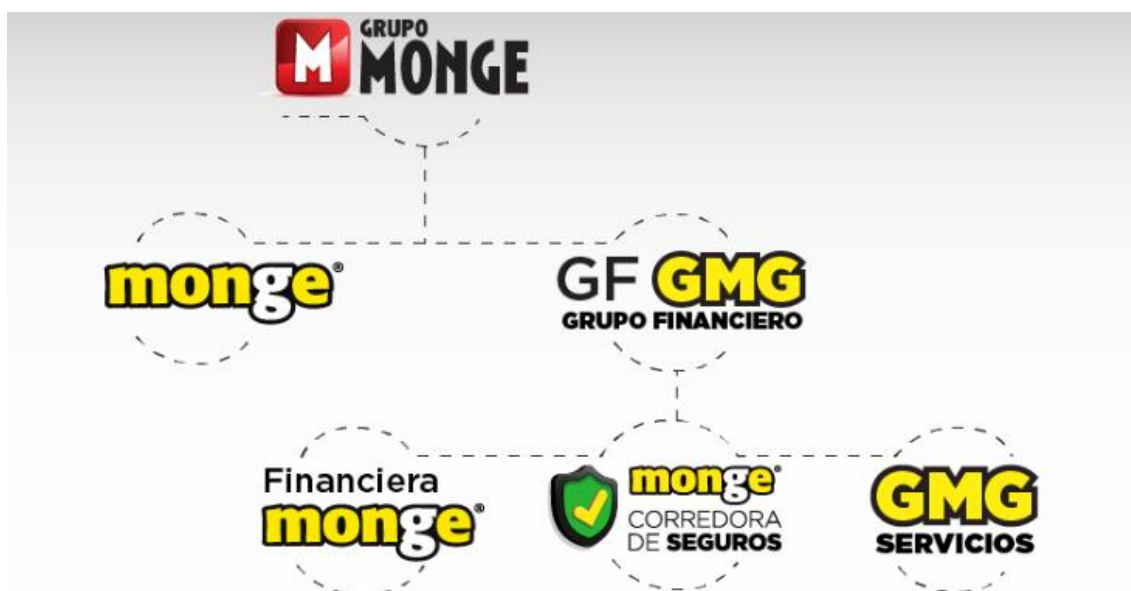 GRUPO
MONGE
monge®
GF GMG
GRUPO FINANCIERO
Financiera
monge®
monge®
CORREDORA
DE SEGUROS
GMG
SERVICIOS